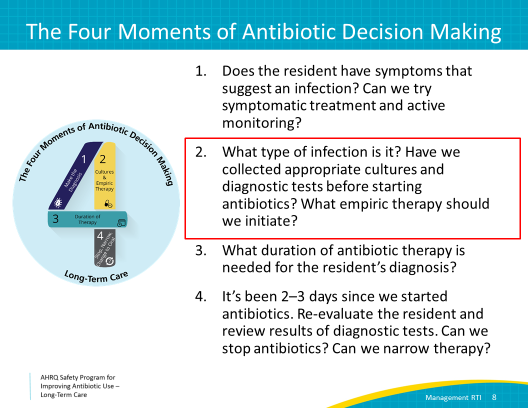 The Four Moments of Antibiotic Decision Making
The Four Moments of Antibiotic Decision Making
1
Make the
Diagnosis
2
Cultures
&
Empiric
Therapy
3
Duration of
Therapy
4
Long-Term Care
1. Does the resident have symptoms that
suggest an infection? Can we try
symptomatic treatment and active
monitoring?
2. What type of infection is it? Have we
collected appropriate cultures and
diagnostic tests before starting
antibiotics? What empiric therapy should
we initiate?
3. What duration of antibiotic therapy is
needed for the resident’s diagnosis?
4. It’s been 2–3 days since we started
antibiotics. Re-evaluate the resident and
review results of diagnostic tests. Can we
stop antibiotics? Can we narrow therapy?
AHRQ Safety Program for
Improving Antibiotic Use –
Long-Term Care
Management RTI 8